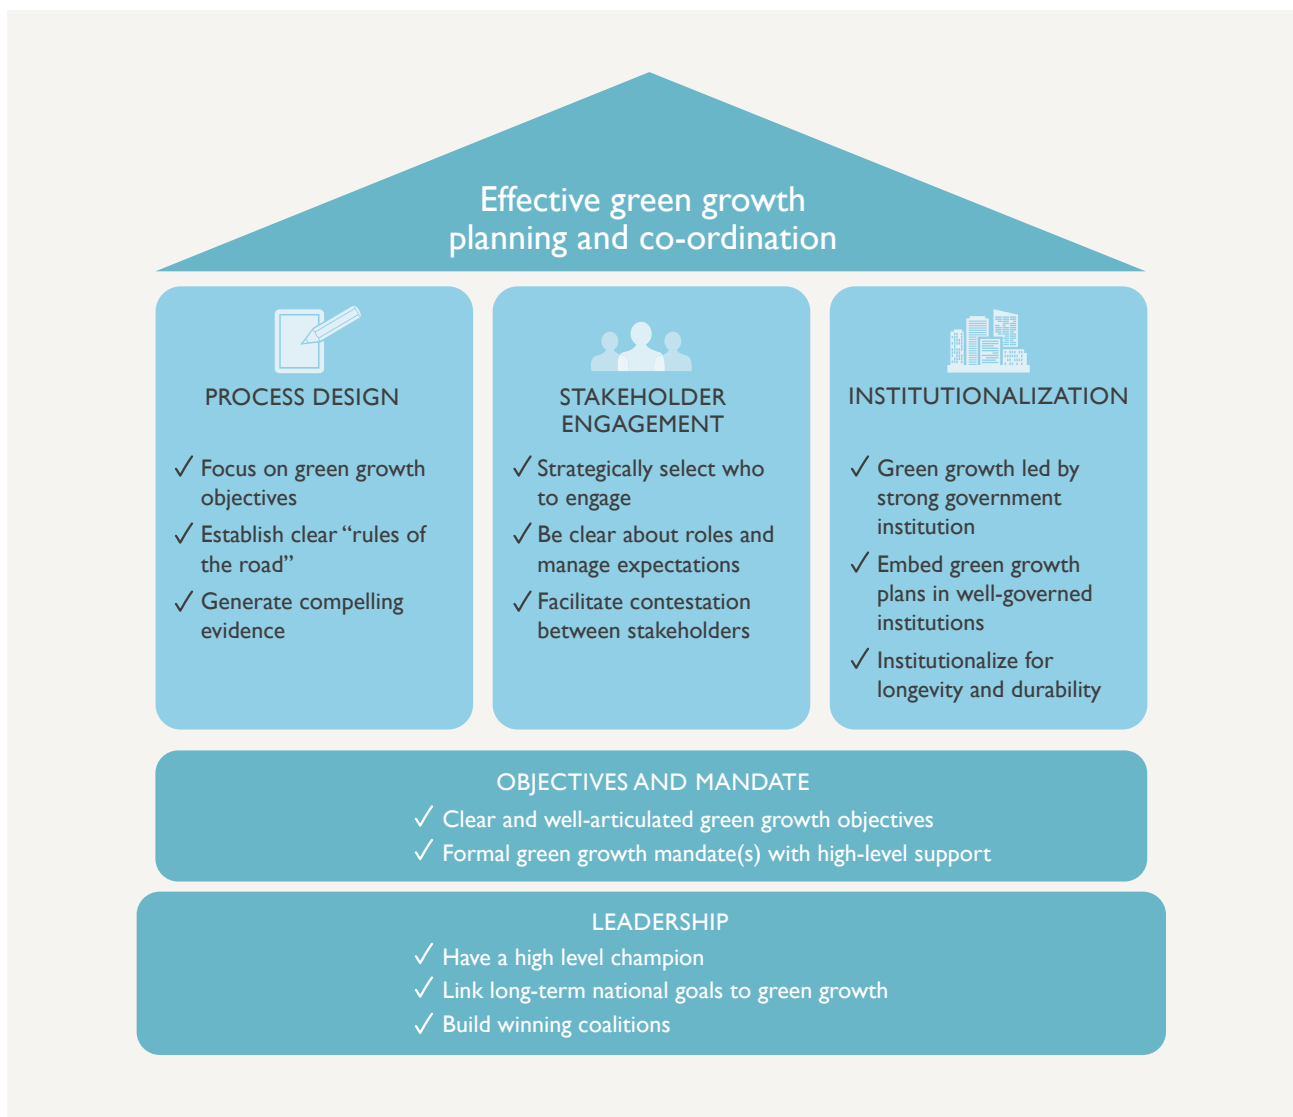 Effective green growth
planning and co-ordination
PROCESS DESIGN
✓ Focus on green growth
objectives
✓ Establish clear “rules of
the road”
✓ Generate compelling
evidence
STAKEHOLDER
ENGAGEMENT
✓ Strategically select who
to engage
✓ Be clear about roles and
manage expectations
✓ Facilitate contestation
between stakeholders
INSTITUTIONALIZATION
✓ Green growth led by
strong government
institution
✓ Embed green growth
plans in well-governed
institutions
✓ Institutionalize for
longevity and durability
OBJECTIVES AND MANDATE
✓ Clear and well-articulated green growth objectives
✓ Formal green growth mandate(s) with high-level support
LEADERSHIP
✓ Have a high level champion
✓ Link long-term national goals to green growth
✓ Build winning coalitions